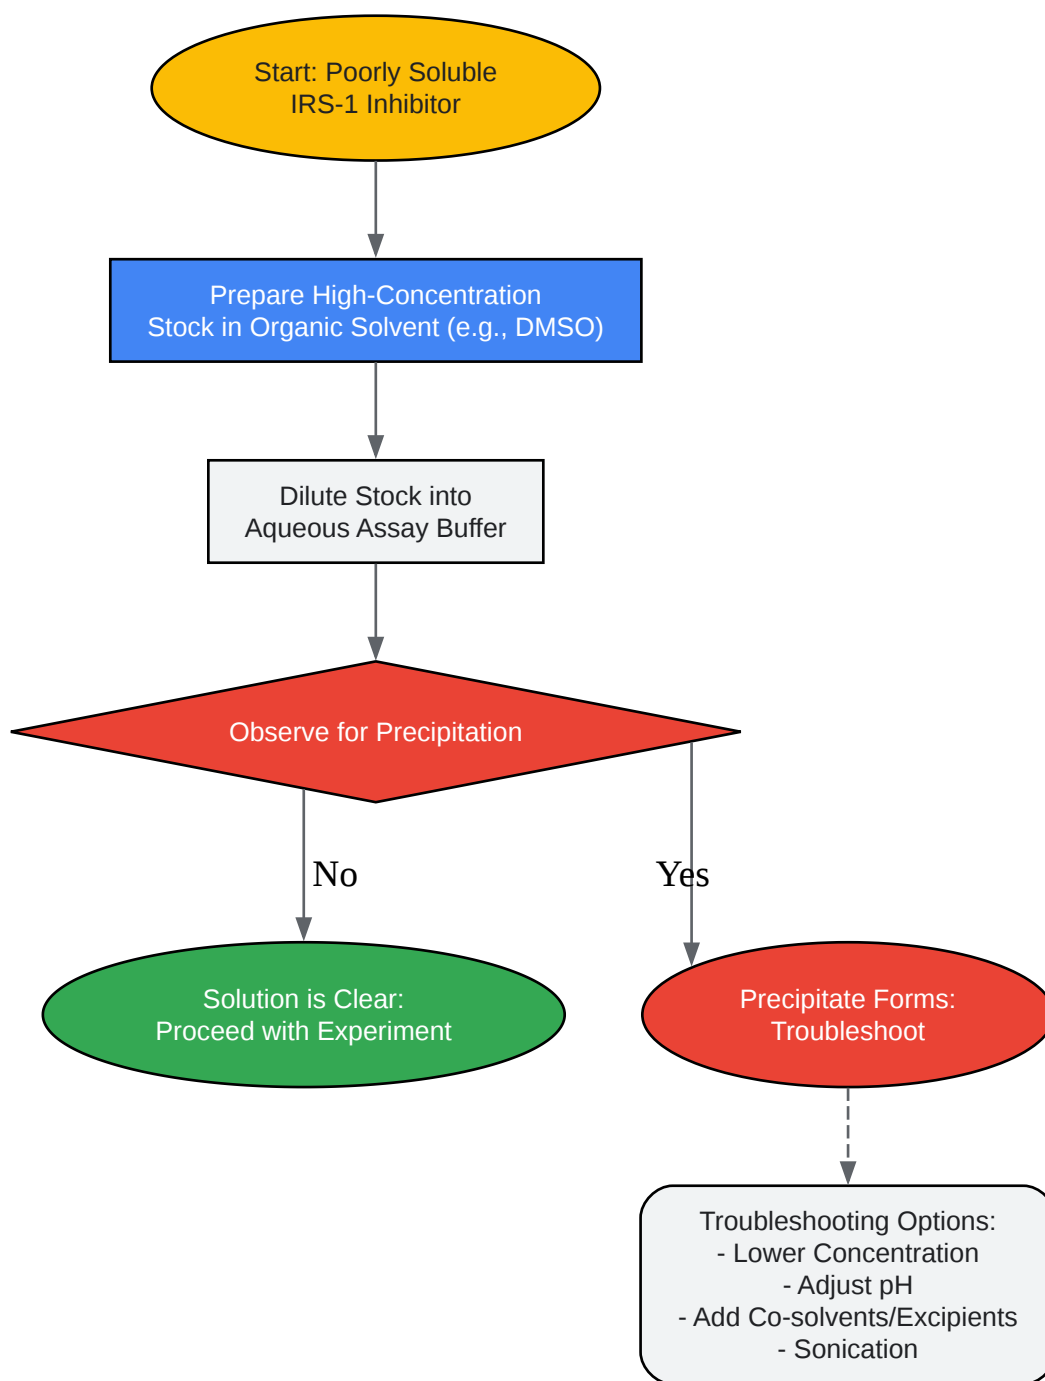 Start: Poorly Soluble
IRS-1 Inhibitor
Prepare High-Concentration
Stock in Organic Solvent (e.g., DMSO)
Dilute Stock into
Aqueous Assay Buffer
Observe for Precipitation
No
Yes
Solution is Clear:
Proceed with Experiment
Precipitate Forms:
Troubleshoot
Troubleshooting Options:
- Lower Concentration
- Adjust pH
- Add Co-solvents/Excipients
- Sonication